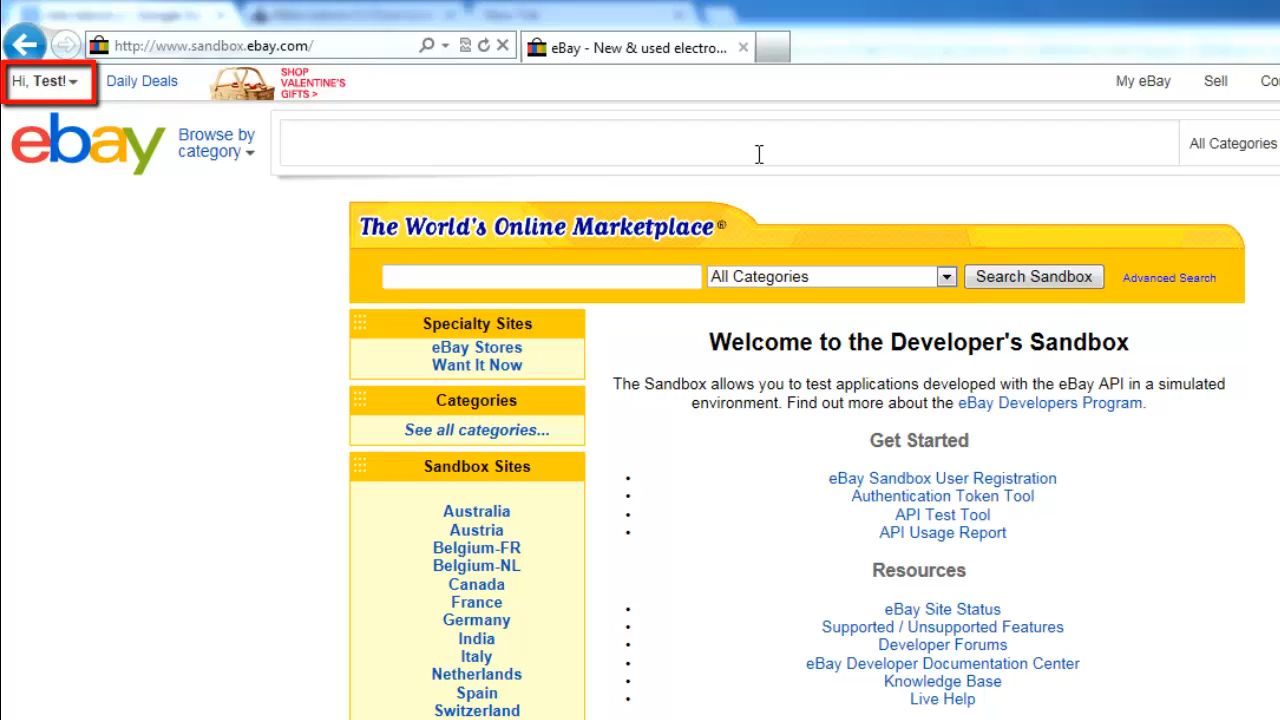 http://www.sandbox.ebay.com/
eBay - New & used electro...
Hi, Test!
Daily Deals
SHOP
VALENTINE'S
GIFTS >
My eBay
Sell
ebay
Browse by
category
All Categories
The World's Online Marketplace®
All Categories
Search Sandbox
Advanced Search
Specialty Sites
eBay Stores
Want It Now
Categories
See all categories...
Sandbox Sites
Australia
Austria
Belgium-FR
Belgium-NL
Canada
France
Germany
India
Italy
Netherlands
Spain
Switzerland
Welcome to the Developer's Sandbox
The Sandbox allows you to test applications developed with the eBay API in a simulated
environment. Find out more about the eBay Developers Program.
Get Started
• eBay Sandbox User Registration
• Authentication Token Tool
• API Test Tool
• API Usage Report
Resources
• eBay Site Status
• Supported / Unsupported Features
• Developer Forums
• eBay Developer Documentation Center
• Knowledge Base
• Live Help